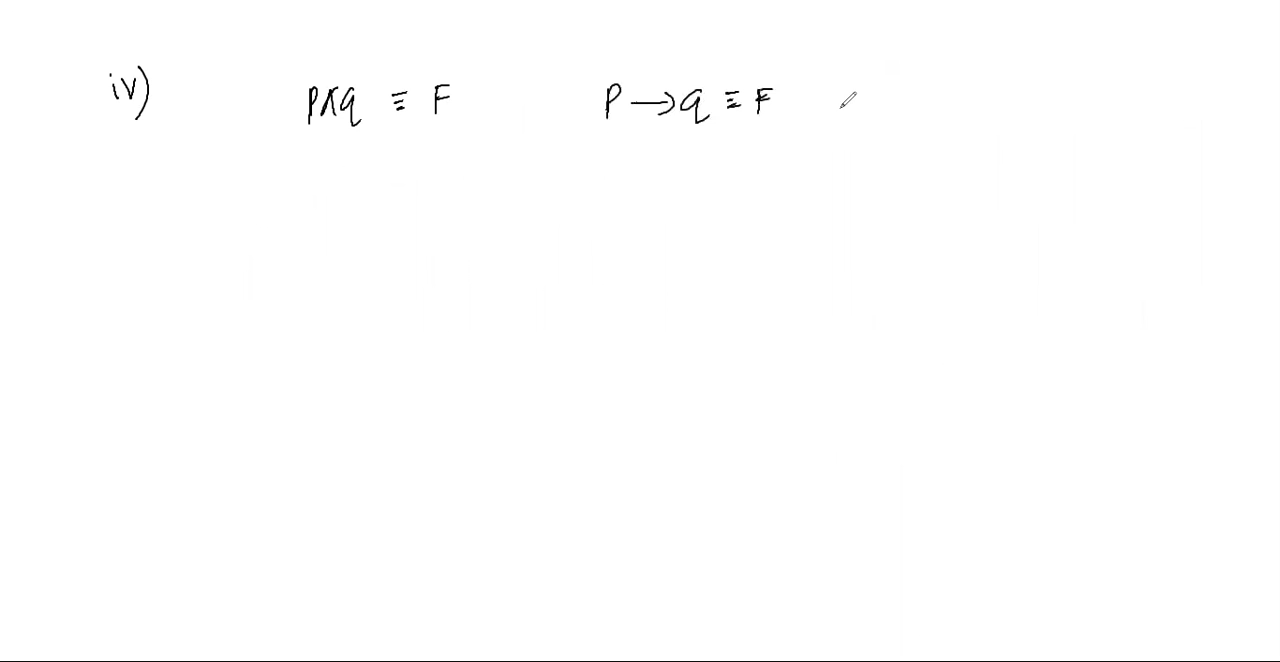 iv) p∧q ≡ F p → q ≡ F